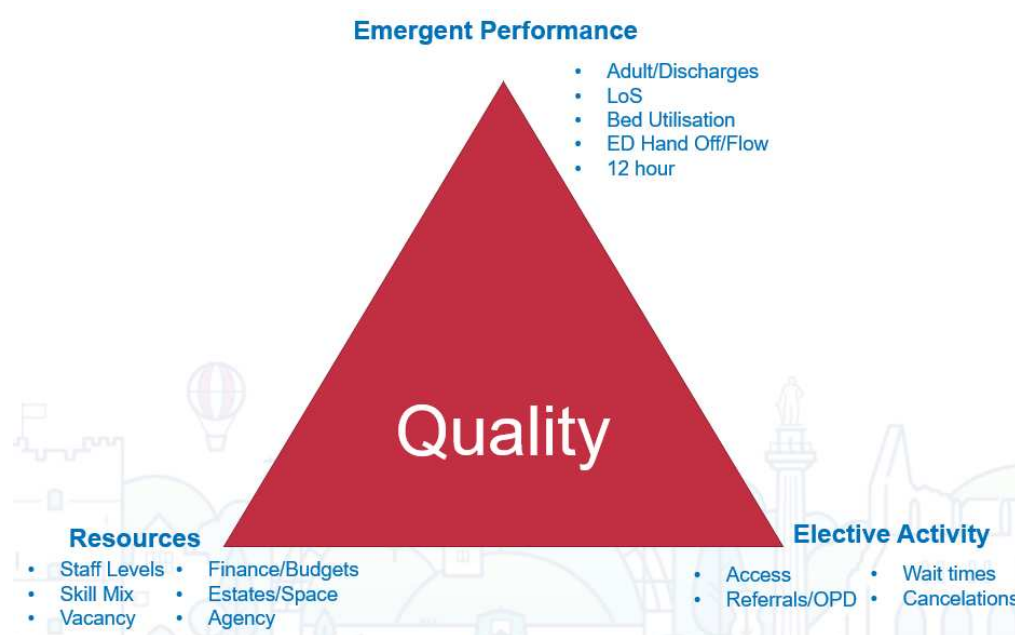 Emergent Performance
• Adult/Discharges
• LoS
• Bed Utilisation
• ED Hand Off/Flow
• 12 hour
Quality
Resources
• Staff Levels
• Skill Mix
• Vacancy
• Finance/Budgets
• Estates/Space
• Agency
Elective Activity
• Access
• Referrals/OPD
• Wait times
• Cancelations